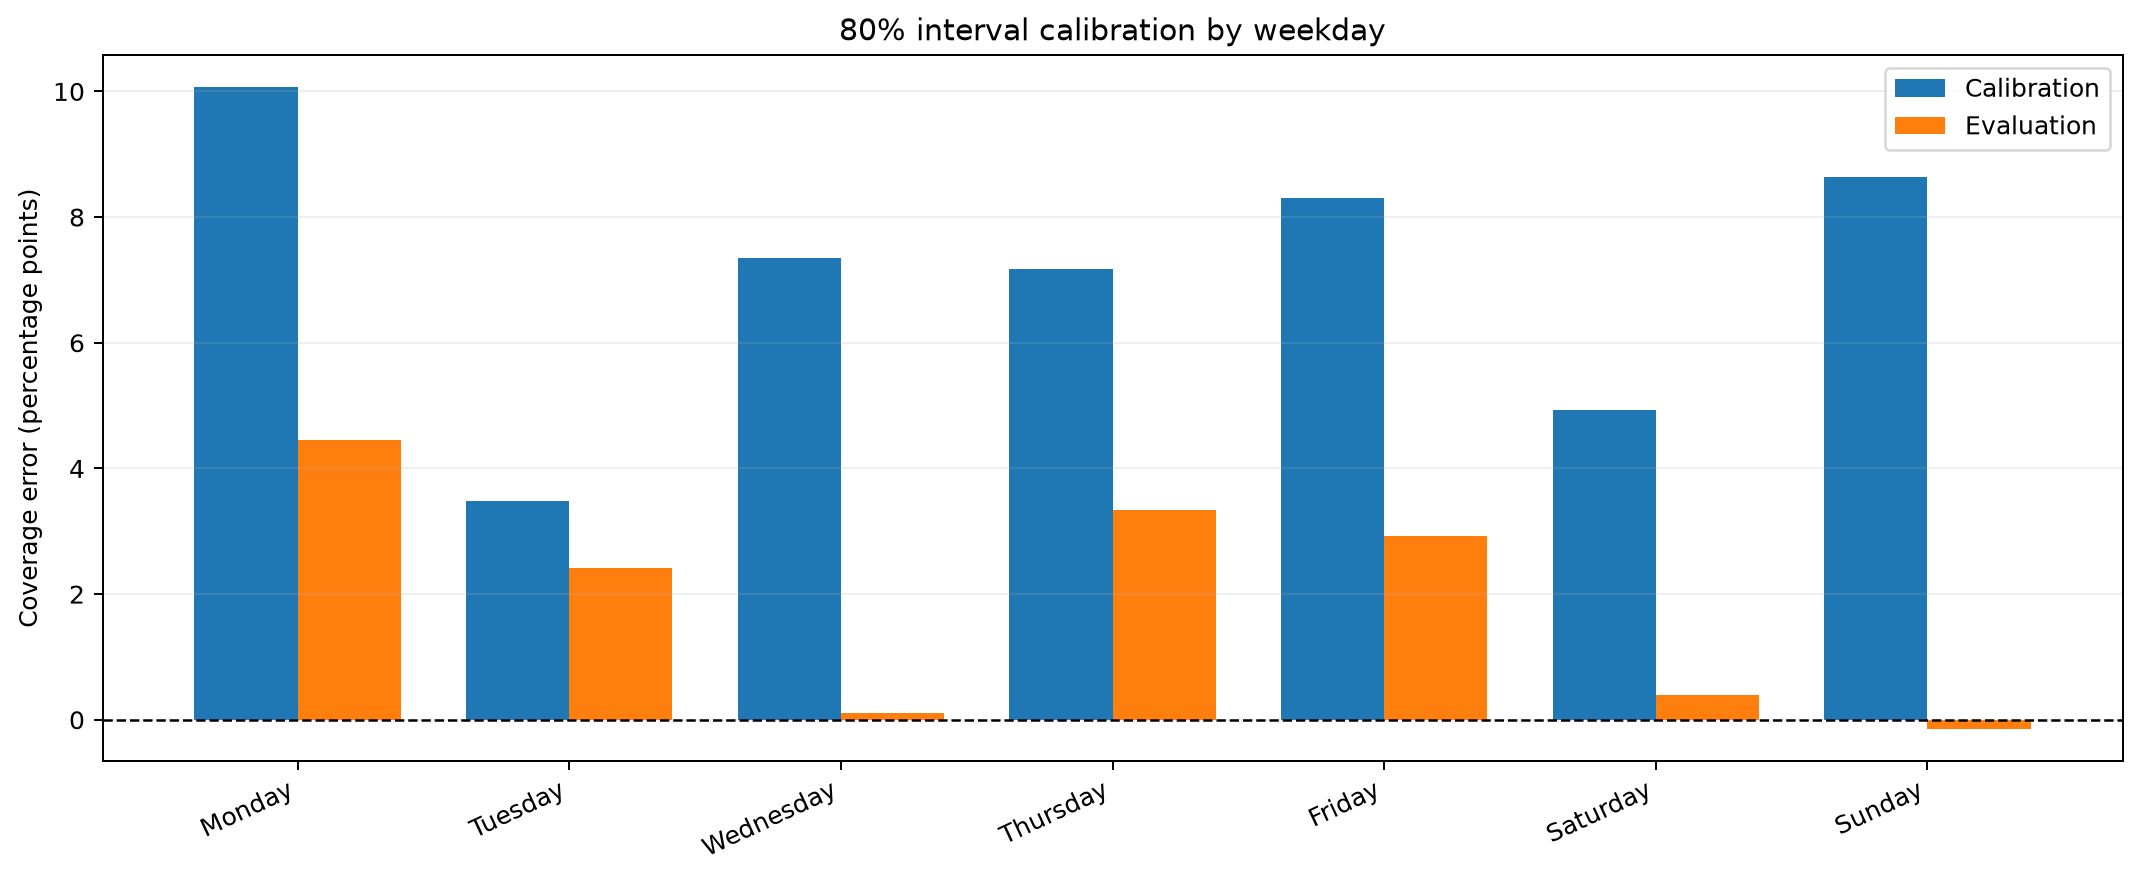 80% interval calibration by weekday
Coverage error (percentage points)
10
8
6
4
2
0
Calibration
Evaluation
Monday
Tuesday
Wednesday
Thursday
Friday
Saturday
Sunday